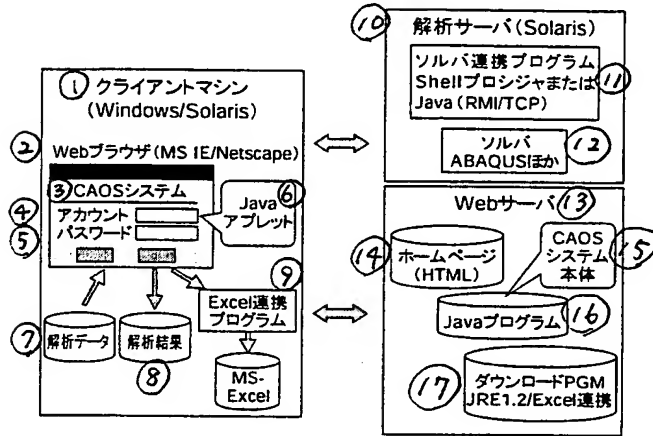 ① クライアントマシン
(Windows/Solaris)
② Webブラウザ(MS IE/Netscape)
③ CAOSシステム
④ アカウント
⑤ パスワード
Java ⑥
アプレット
⑦ 解析データ
解析結果
⑧
⑨
Excel連携
プログラム
MS-
Excel
⑩ 解析サーバ(Solaris)
ソルバ連携プログラム
Shellプロシジャまたは ⑪
Java(RMI/TCP)
ソルバ ⑫
ABAQUSほか
Webサーバ ⑬
⑭ ホームページ
(HTML)
CAOS
システム ⑮
本体
Javaプログラム ⑯
⑰ ダウンロードPGM
JRE1.2/Excel連携